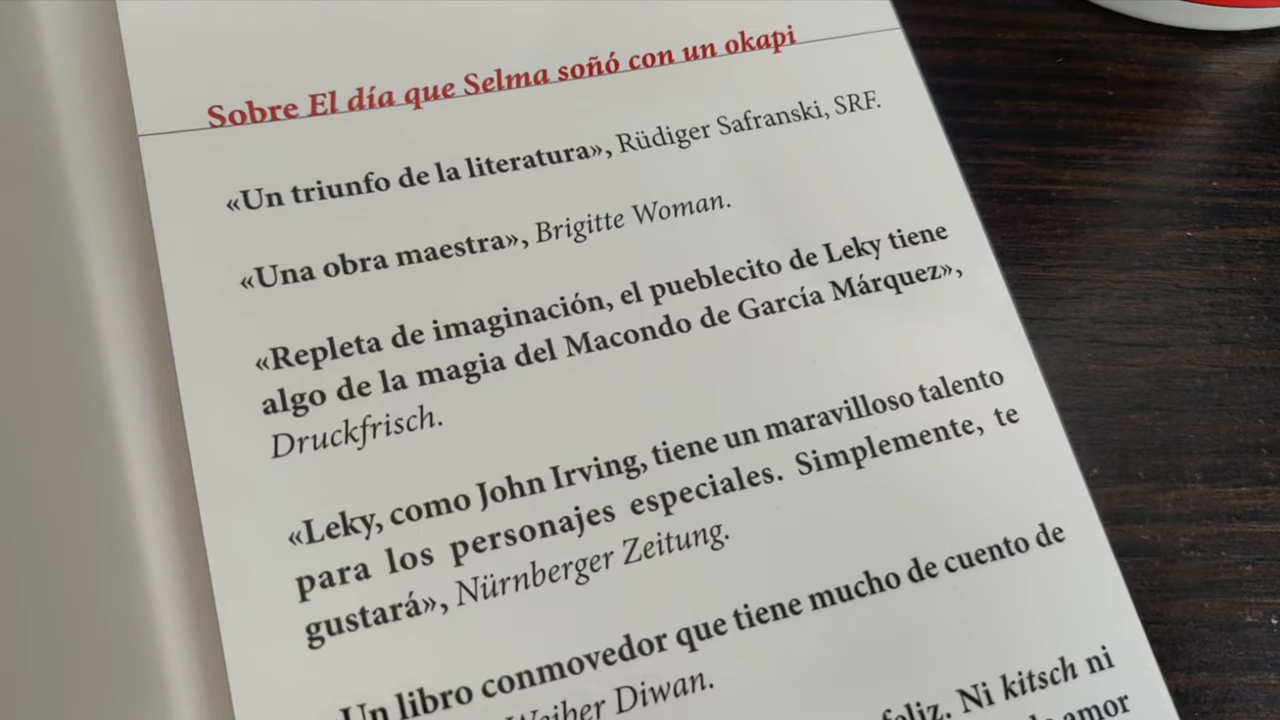 Sobre El día que Selma soñó con un okapi
«Un triunfo de la literatura», Rüdiger Safranski, SRF.
«Una obra maestra», Brigitte Woman.
«Repleta de imaginación, el pueblecito de Leky tiene
algo de la magia del Macondo de García Márquez»,
Druckfrisch.
«Leky, como John Irving, tiene un maravilloso talento
para los personajes especiales. Simplemente, te
gustará», Nürnberger Zeitung.
Un libro conmovedor que tiene mucho de cuento de
Weiher Diwan.
feliz. Ni kitsch ni
amor